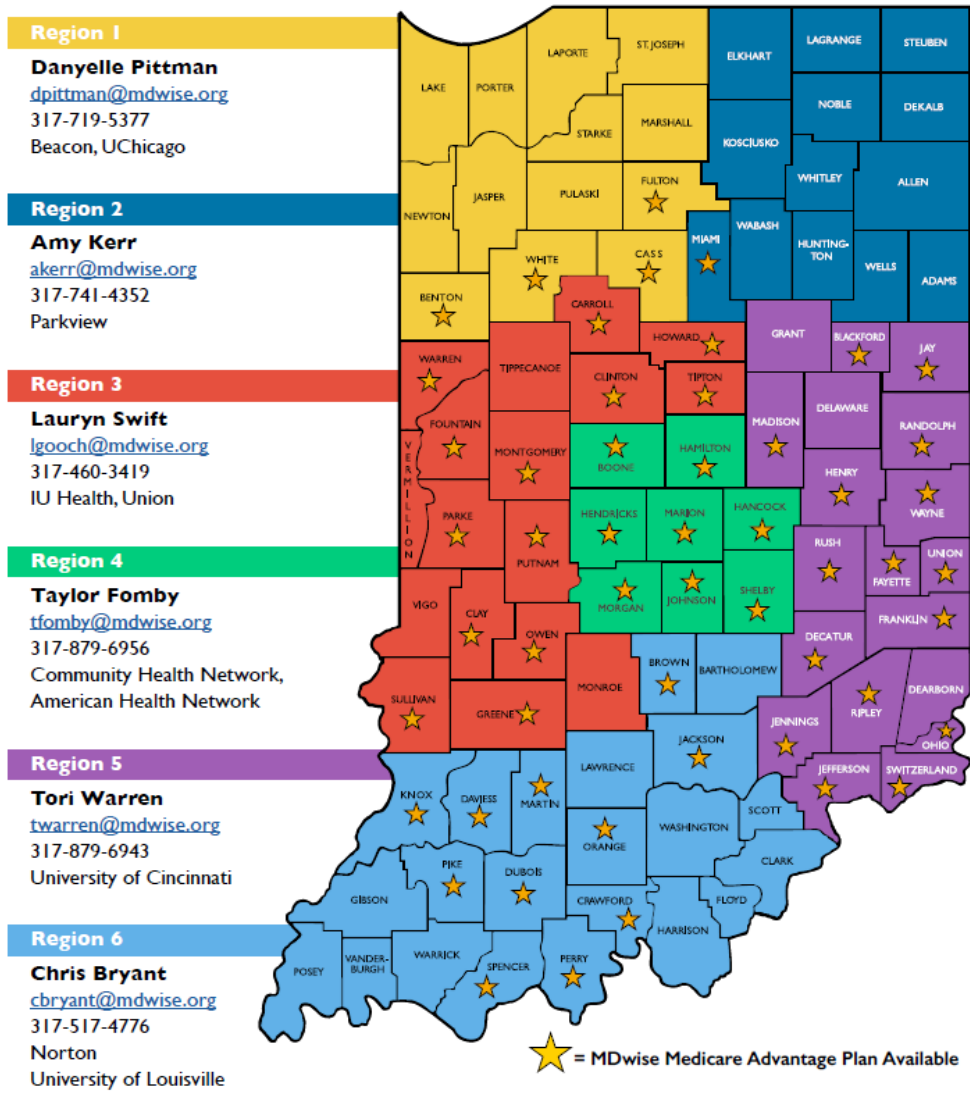 Region 1
Danyelle Pittman
dpittman@mdwise.org
317-719-5377
Beacon, UChicago
Region 2
Amy Kerr
akerr@mdwise.org
317-741-4352
Parkview
Region 3
Lauryn Swift
lgooch@mdwise.org
317-460-3419
IU Health, Union
Region 4
Taylor Fomby
tfomby@mdwise.org
317-879-6956
Community Health Network,
American Health Network
Region 5
Tori Warren
twarren@mdwise.org
317-879-6943
University of Cincinnati
Region 6
Chris Bryant
cbryant@mdwise.org
317-517-4776
Norton
University of Louisville
LAKE
PORTER
LAPORTE
ST. JOSEPH
ELKHART
LAGRANGE
STEUBEN
NOBLE
DEKALB
STARKE
MARSHALL
KOSCIUSKO
WHITLEY
ALLEN
NEWTON
JASPER
PULASKI
FULTON
MIAMI
WABASH
HUNTING-
TON
WELLS
ADAMS
WHITE
CASS
BENTON
CARROLL
HOWARD
GRANT
BLACKFORD
JAY
WARREN
TIPPECANOE
CLINTON
TIPTON
MADISON
DELAWARE
RANDOLPH
FOUNTAIN
VERMILLION
MONTGOMERY
BOONE
HAMILTON
HENRY
WAYNE
PARKE
PUTNAM
HENDRICKS
MARION
HANCOCK
RUSH
FAYETTE
UNION
VIGO
CLAY
OWEN
MORGAN
JOHNSON
SHELBY
DECATUR
FRANKLIN
SULLIVAN
GREENE
MONROE
BROWN
BARTHOLOMEW
JENNINGS
RIPLEY
DEARBORN
OHIO
KNOX
DAVIESS
MARTIN
LAWRENCE
JACKSON
JEFFERSON
SWITZERLAND
SCOTT
WASHINGTON
ORANGE
CLARK
GIBSON
PIKE
DUBOIS
CRAWFORD
FLOYD
HARRISON
POSEY
VANDER-
BURGH
WARRICK
SPENCER
PERRY
= MDwise Medicare Advantage Plan Available